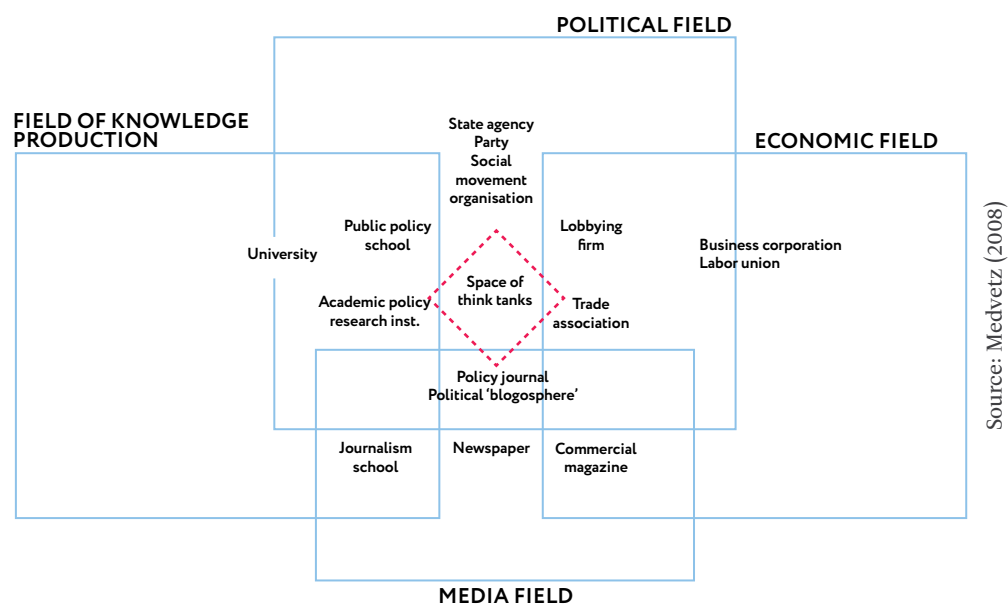 POLITICAL FIELD
FIELD OF KNOWLEDGE
PRODUCTION
ECONOMIC FIELD
State agency
Party
Social
movement
organisation
Public policy
school
Lobbying
firm
University
Business corporation
Labor union
Space of
think tanks
Academic policy
research inst.
Trade
association
Policy journal
Political ‘blogosphere’
Journalism
school
Newspaper
Commercial
magazine
MEDIA FIELD
Source: Medvetz (2008)